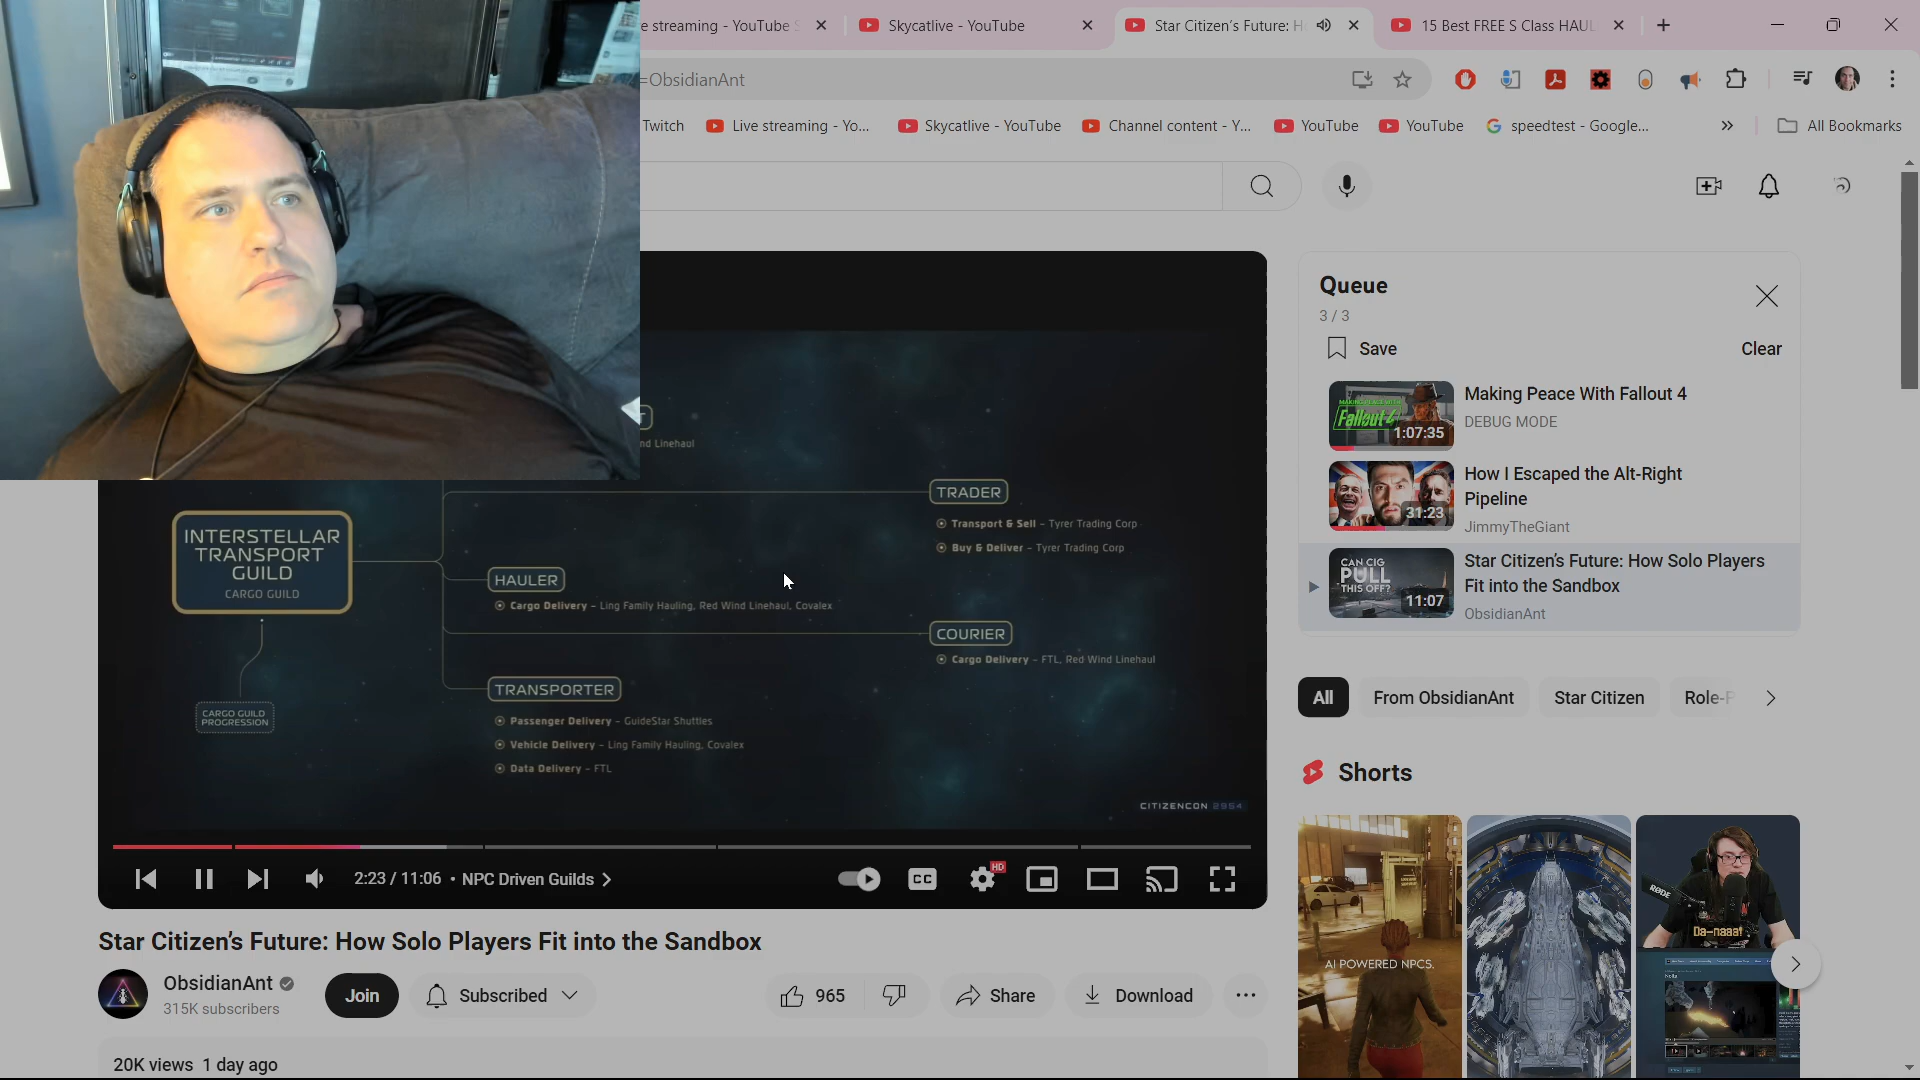 e streaming - YouTube S
Skycatlive - YouTube
Star Citizen's Future: H
15 Best FREE S Class HAUL
=ObsidianAnt
Twitch
Live streaming - Yo...
Skycatlive - YouTube
Channel content - Y...
YouTube
YouTube
speedtest - Google...
All Bookmarks
Queue
3 / 3
Save
Clear
MAKING PEACE WITH
Fallout 4
1:07:35
Making Peace With Fallout 4
DEBUG MODE
31:23
How I Escaped the Alt-Right
Pipeline
JimmyTheGiant
CAN CIG
PULL
THIS OFF?
11:07
Star Citizen's Future: How Solo Players
Fit into the Sandbox
ObsidianAnt
nd Linehaul
TRADER
Transport & Sell – Tyrer Trading Corp
Buy & Deliver – Tyrer Trading Corp
INTERSTELLAR
TRANSPORT
GUILD
CARGO GUILD
HAULER
Cargo Delivery – Ling Family Hauling, Red Wind Linehaul, Covalex
COURIER
Cargo Delivery – FTL, Red Wind Linehaul
TRANSPORTER
Passenger Delivery – GuideStar Shuttles
Vehicle Delivery – Ling Family Hauling, Covalex
Data Delivery – FTL
CARGO GUILD
PROGRESSION
CITIZENCON 2954
2:23 / 11:06 • NPC Driven Guilds
CC
HD
All
From ObsidianAnt
Star Citizen
Role-P
Shorts
AI POWERED NPCS.
RØDE
Da-naaat
Star Citizen's Future: How Solo Players Fit into the Sandbox
ObsidianAnt
315K subscribers
Join
Subscribed
965
Share
Download
20K views 1 day ago